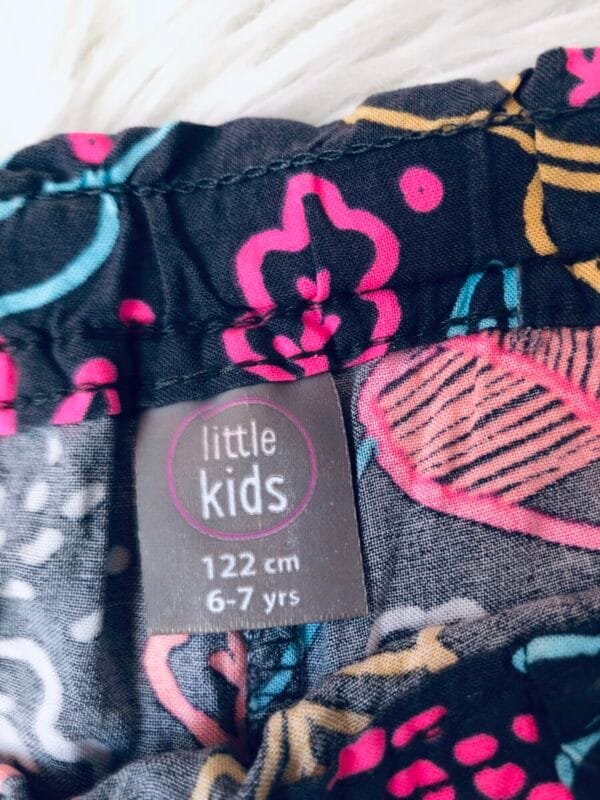 little
kids
122 cm
6-7 yrs